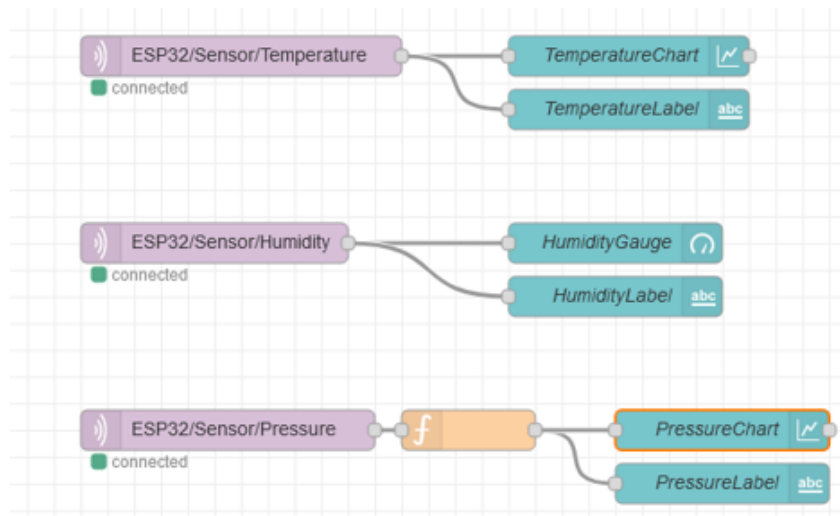 ESP32/Sensor/Temperature
connected
TemperatureChart
TemperatureLabel
abc
ESP32/Sensor/Humidity
connected
HumidityGauge
HumidityLabel
abc
ESP32/Sensor/Pressure
connected
f
PressureChart
PressureLabel
abc